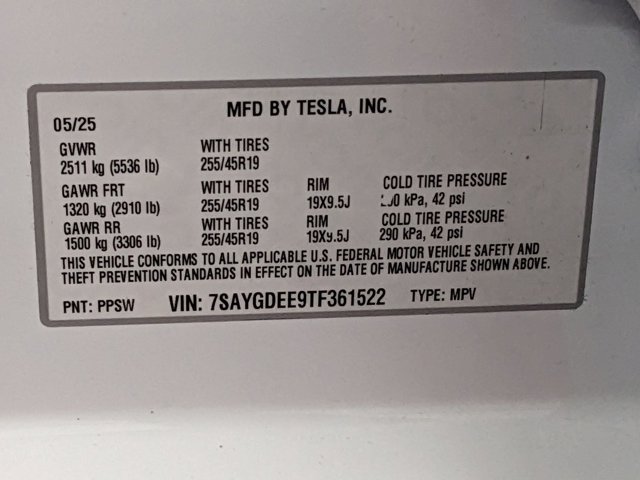 MFD BY TESLA, INC.
05/25
GVWR WITH TIRES
2511 kg (5536 lb) 255/45R19
GAWR FRT WITH TIRES RIM COLD TIRE PRESSURE
1320 kg (2910 lb) 255/45R19 19X9.5J kPa, 42 psi
GAWR RR WITH TIRES RIM COLD TIRE PRESSURE
1500 kg (3306 lb) 255/45R19 19X9.5J 290 kPa, 42 psi
THIS VEHICLE CONFORMS TO ALL APPLICABLE U.S. FEDERAL MOTOR VEHICLE SAFETY AND
THEFT PREVENTION STANDARDS IN EFFECT ON THE DATE OF MANUFACTURE SHOWN ABOVE.
PNT: PPSW VIN: 7SAYGDEE9TF361522 TYPE: MPV